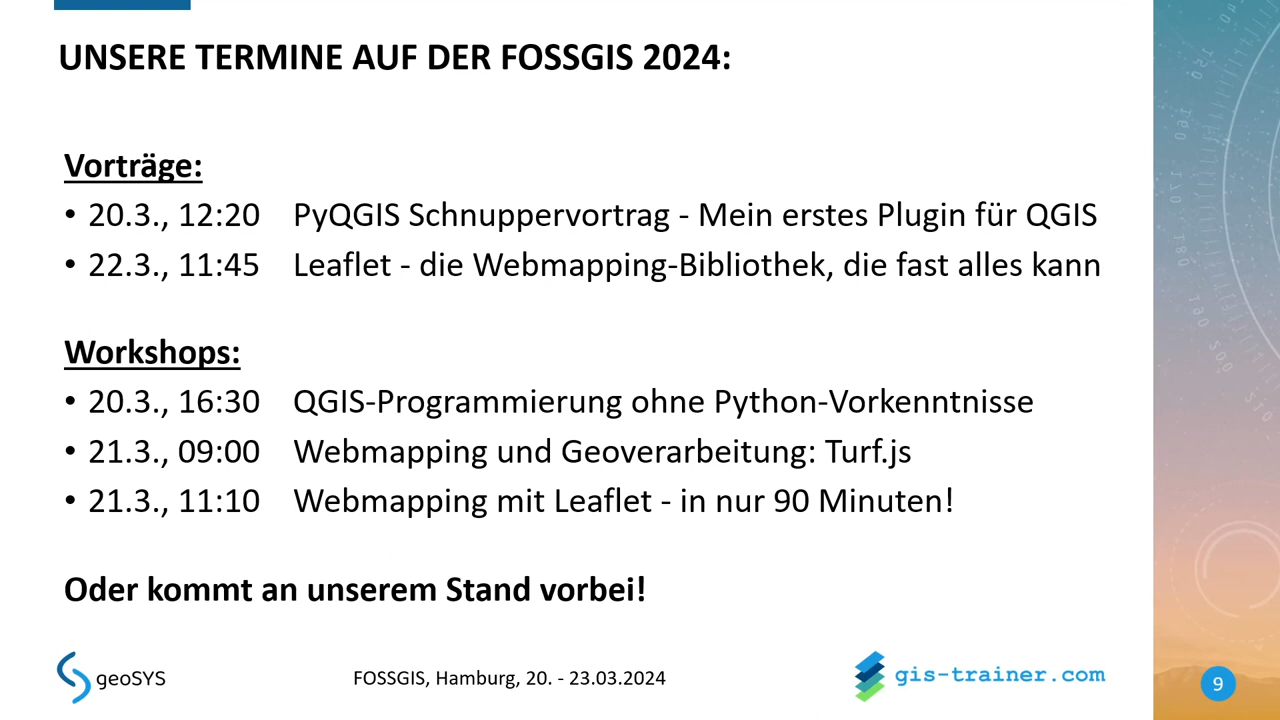 UNSERE TERMINE AUF DER FOSSGIS 2024:
Vorträge:
• 20.3., 12:20 PyQGIS Schnuppervortrag - Mein erstes Plugin für QGIS
• 22.3., 11:45 Leaflet - die Webmapping-Bibliothek, die fast alles kann
Workshops:
• 20.3., 16:30 QGIS-Programmierung ohne Python-Vorkenntnisse
• 21.3., 09:00 Webmapping und Geoverarbeitung: Turf.js
• 21.3., 11:10 Webmapping mit Leaflet - in nur 90 Minuten!
Oder kommt an unserem Stand vorbei!
geoSYS
FOSSGIS, Hamburg, 20. - 23.03.2024
gis-trainer.com
9